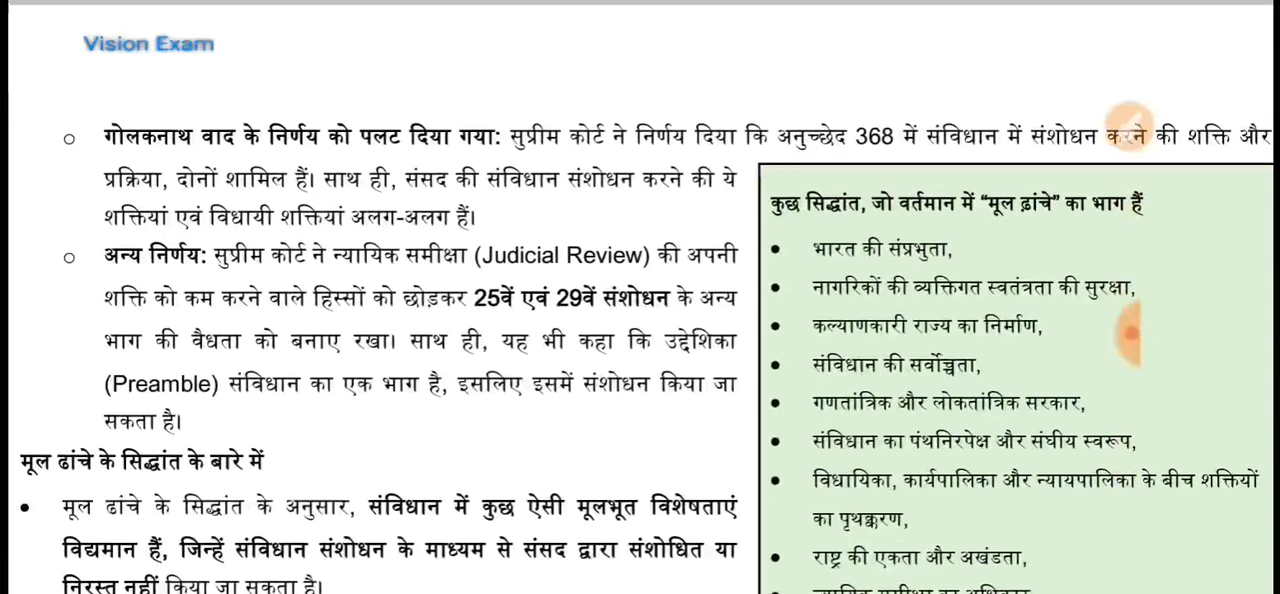 Vision Exam
गोलकनाथ वाद के निर्णय को पलट दिया गया: सुप्रीम कोर्ट ने निर्णय दिया कि अनुच्छेद 368 में संविधान में संशोधन करने की शक्ति और
प्रक्रिया, दोनों शामिल हैं। साथ ही, संसद की संविधान संशोधन करने की ये
शक्तियां एवं विधायी शक्तियां अलग-अलग हैं।
अन्य निर्णय: सुप्रीम कोर्ट ने न्यायिक समीक्षा (Judicial Review) की अपनी
शक्ति को कम करने वाले हिस्सों को छोड़कर 25वें एवं 29वें संशोधन के अन्य
भाग की वैधता को बनाए रखा। साथ ही, यह भी कहा कि उद्देशिका
(Preamble) संविधान का एक भाग है, इसलिए इसमें संशोधन किया जा
सकता है।
मूल ढांचे के सिद्धांत के बारे में
मूल ढांचे के सिद्धांत के अनुसार, संविधान में कुछ ऐसी मूलभूत विशेषताएं
विद्यमान हैं, जिन्हें संविधान संशोधन के माध्यम से संसद द्वारा संशोधित या
निरस्त नहीं किया जा सकता है।
कुछ सिद्धांत, जो वर्तमान में “मूल ढ़ांचे” का भाग हैं
भारत की संप्रभुता,
नागरिकों की व्यक्तिगत स्वतंत्रता की सुरक्षा,
कल्याणकारी राज्य का निर्माण,
संविधान की सर्वोच्चता,
गणतांत्रिक और लोकतांत्रिक सरकार,
संविधान का पंथनिरपेक्ष और संघीय स्वरूप,
विधायिका, कार्यपालिका और न्यायपालिका के बीच शक्तियों
का पृथक्करण,
राष्ट्र की एकता और अखंडता,